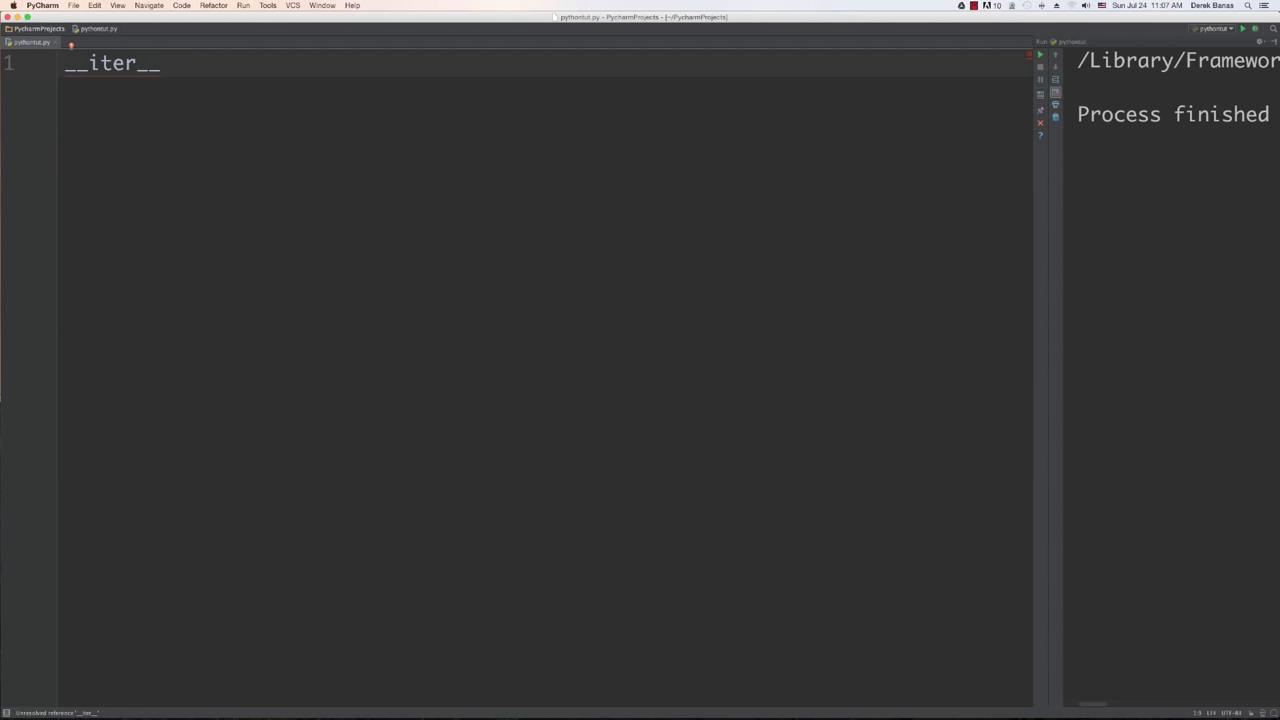 PyCharm File Edit View Navigate Code Refactor Run Tools VCS Window Help 10 Sun Jul 24 11:07 AM Derek Banas
pythontut.py - PycharmProjects - [~/PycharmProjects]
PycharmProjects pythontut.py pythontut
pythontut.py Run pythontut
1 __iter__
/Library/Framewor
Process finished
Unresolved reference '__iter__' 1:9 LF‡ UTF-8‡